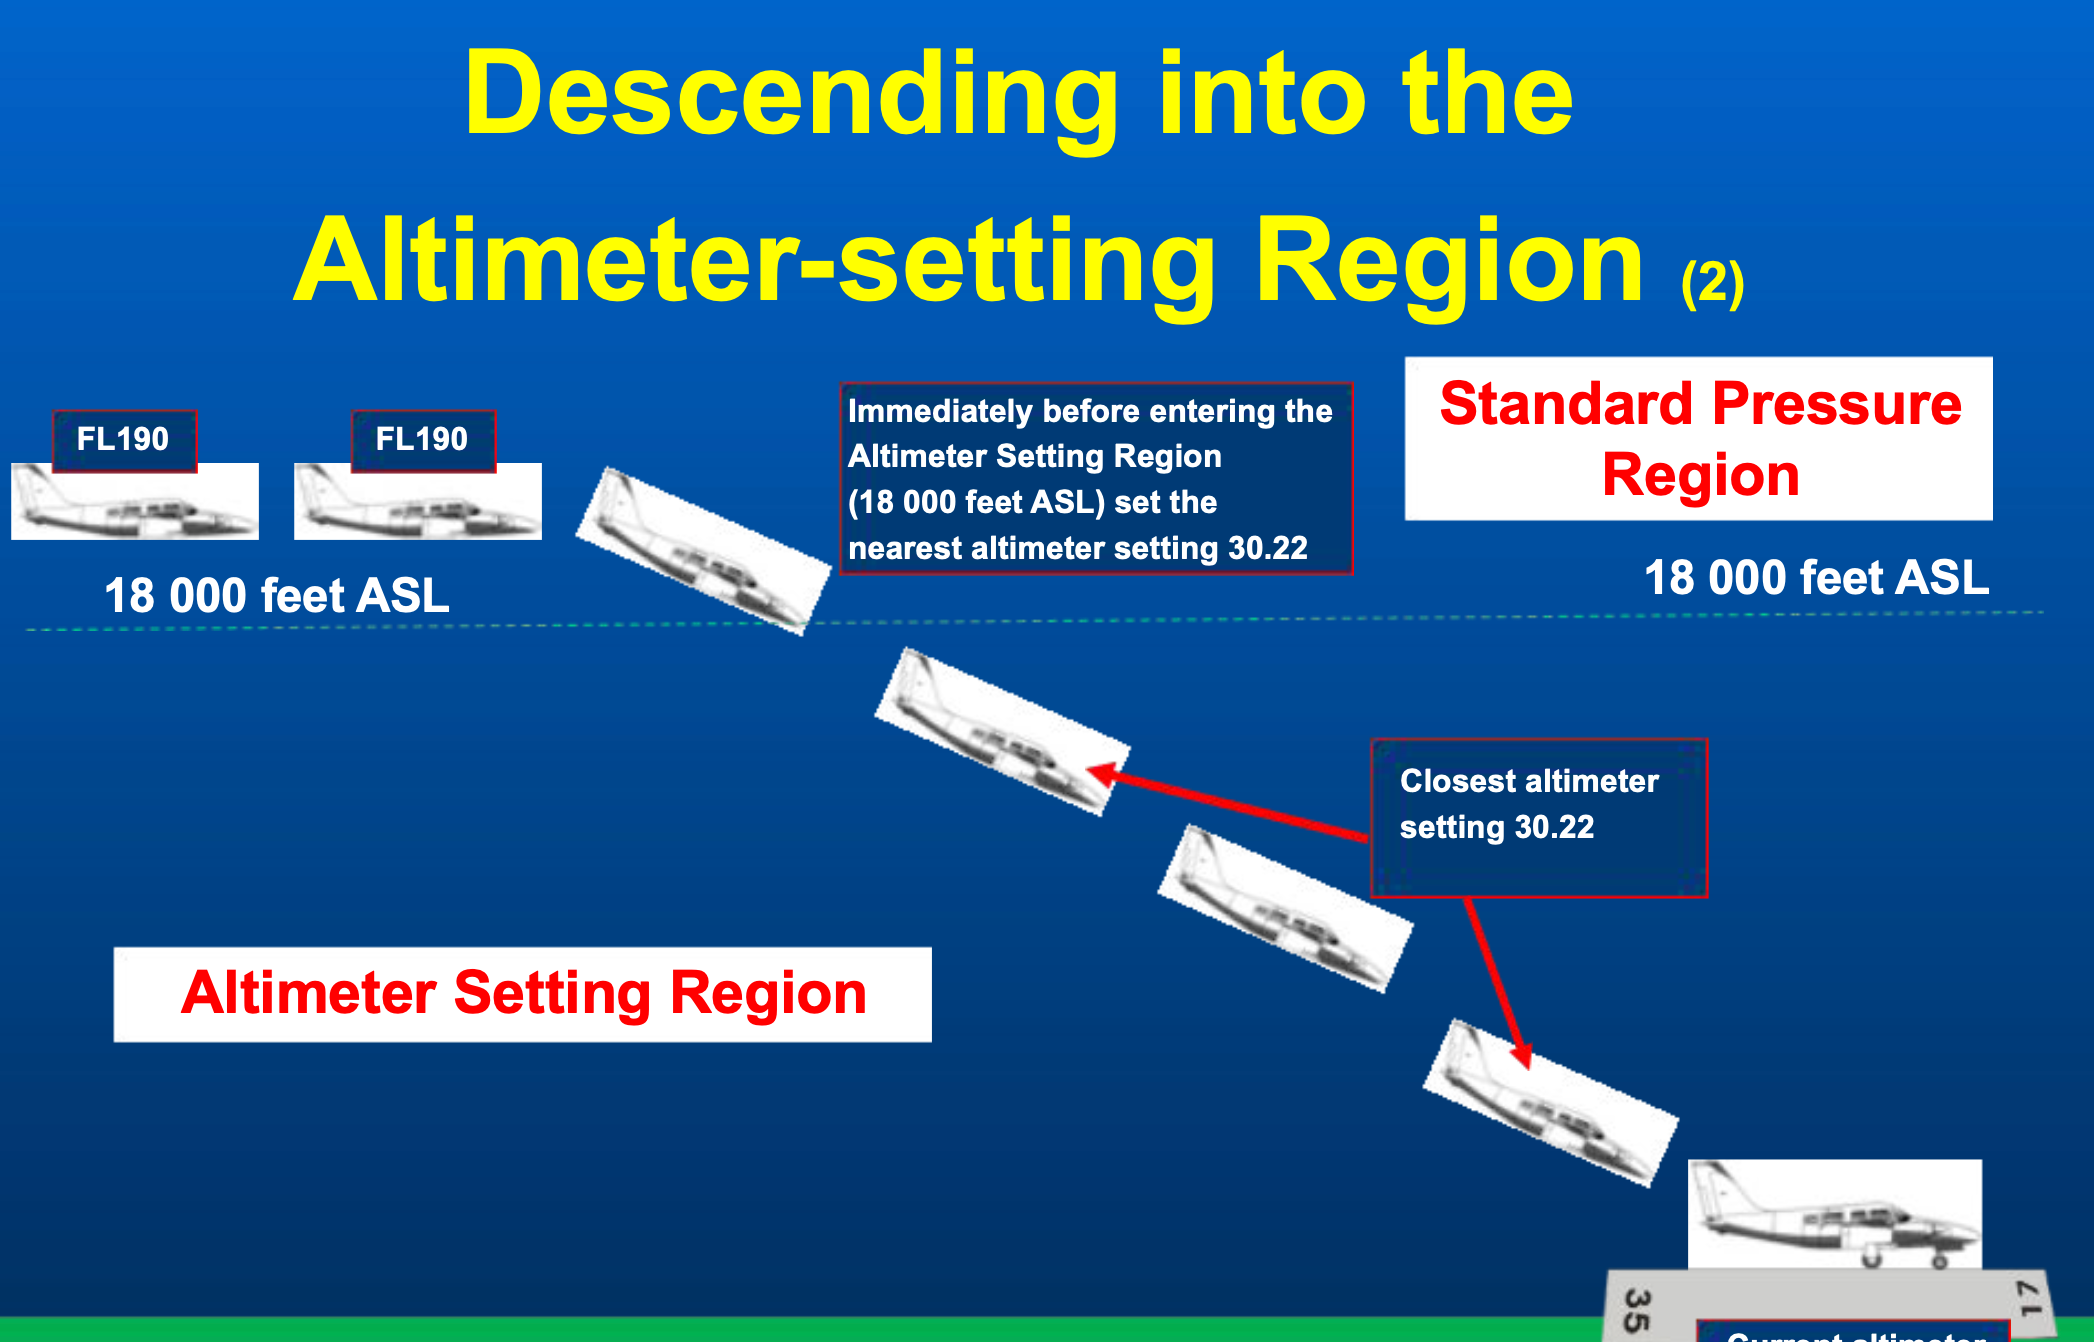 Descending into the
Altimeter-setting Region (2)
FL190
FL190
Immediately before entering the
Altimeter Setting Region
(18 000 feet ASL) set the
nearest altimeter setting 30.22
Standard Pressure
Region
18 000 feet ASL
18 000 feet ASL
Closest altimeter
setting 30.22
Altimeter Setting Region
35
17
Current altimeter